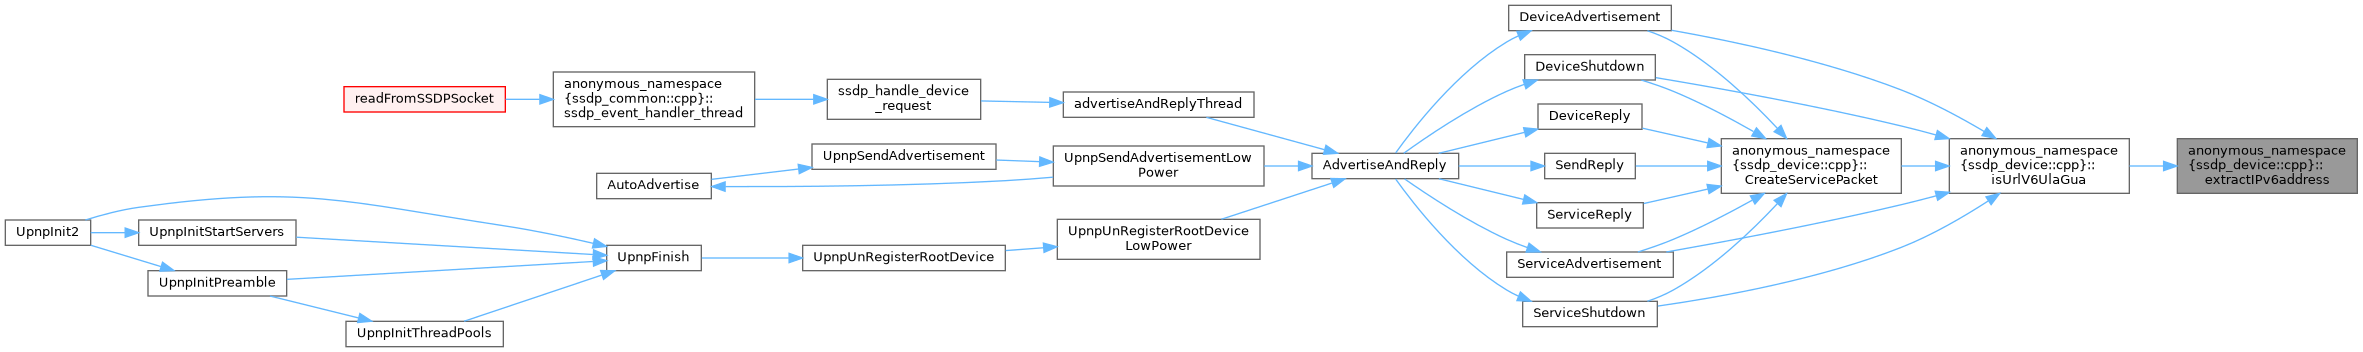 UpnpInit2
UpnpInitStartServers
UpnpInitPreamble
UpnpInitThreadPools
readFromSSDPSocket
anonymous_namespace
{ssdp_common::cpp}::
ssdp_event_handler_thread
AutoAdvertise
UpnpFinish
ssdp_handle_device
_request
UpnpSendAdvertisement
UpnpUnRegisterRootDevice
advertiseAndReplyThread
UpnpSendAdvertisementLow
Power
UpnpUnRegisterRootDevice
LowPower
AdvertiseAndReply
DeviceAdvertisement
DeviceShutdown
DeviceReply
SendReply
ServiceReply
ServiceAdvertisement
ServiceShutdown
anonymous_namespace
{ssdp_device::cpp}::
CreateServicePacket
anonymous_namespace
{ssdp_device::cpp}::
isUrlV6UlaGua
anonymous_namespace
{ssdp_device::cpp}::
extractIPv6address